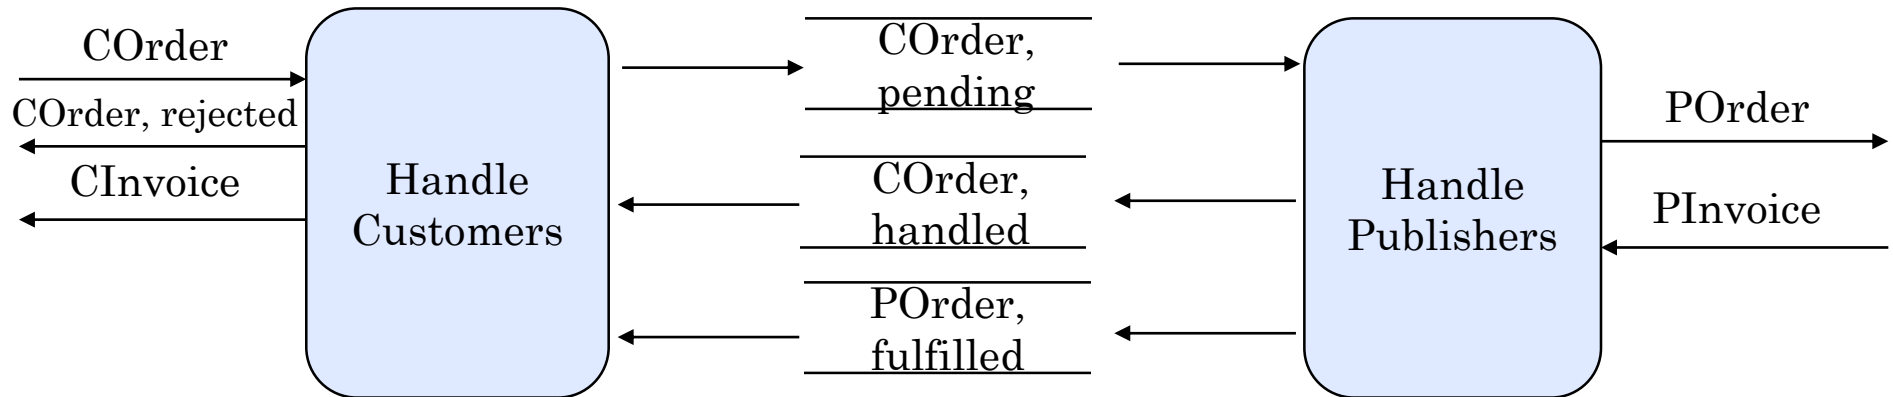 COrder
COrder, rejected
CInvoice
Handle
Customers
COrder,
pending
COrder,
handled
POrder,
fulfilled
Handle
Publishers
POrder
PInvoice